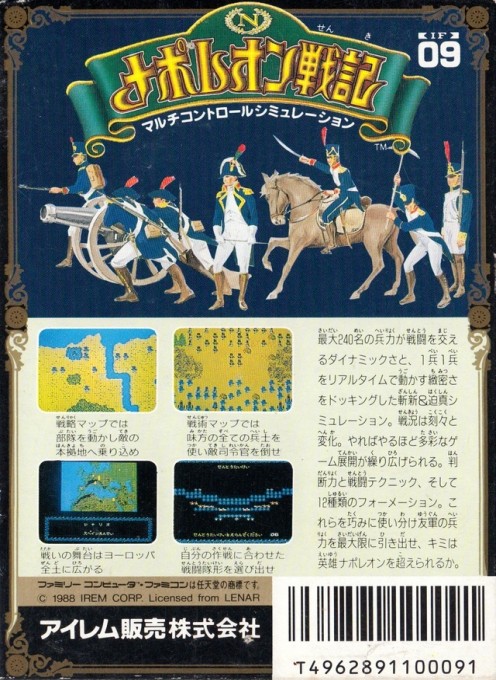 N
ナポレオン戦記
せんき
マルチコントロールシミュレーション
TM
IF
09
戦略マップでは
部隊を動かし敵の
本拠地へ乗り込め
戦術マップでは
味方の全ての兵士を
使い敵司令官を倒せ
せんとうたいけい
戦いの舞台はヨーロッパ
全土に広がる
自分の作戦に合わせた
戦闘隊形を選び出せ
最大240名の兵力が戦闘を交え
るダイナミックさと、1兵1兵
をリアルタイムで動かす緻密さ
をドッキングした斬新&迫真シ
ミュレーション。戦況は刻々と
変化。やればやるほど多彩なゲ
ーム展開が繰り広げられる。判
断力と戦闘テクニック、そして
12種類のフォーメーション。こ
れらを巧みに使い分け友軍の兵
力を最大限に引き出せ、キミは
英雄ナポレオンを超えられるか。
ファミリーコンピュータ・ファミコンは任天堂の商標です。
© 1988 IREM CORP. Licensed from LENAR
アイレム販売株式会社
T4962891100091